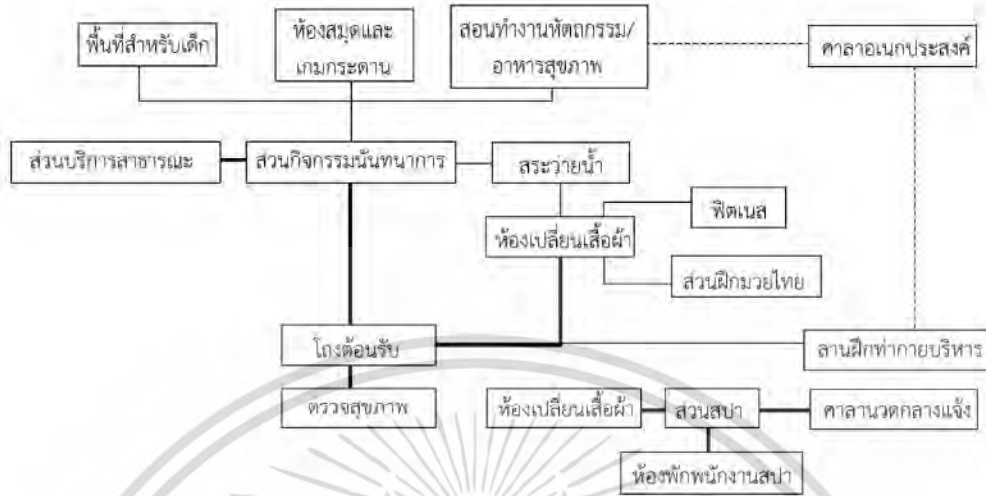 พื้นที่สำหรับเด็ก
ห้องสมุดและ
เกมกระดาน
สอนทำงานหัตถกรรม/
อาหารสุขภาพ
ศาลาอเนกประสงค์
ส่วนบริการสาธารณะ
ส่วนกิจกรรมนันทนาการ
สระว่ายน้ำ
ฟิตเนส
ห้องเปลี่ยนเสื้อผ้า
ส่วนฝึกมวยไทย
โถงต้อนรับ
ลานฝึกท่ากายบริหาร
ตรวจสุขภาพ
ห้องเปลี่ยนเสื้อผ้า
ส่วนสปา
ศาลานวดกลางแจ้ง
ห้องพักพนักงานสปา